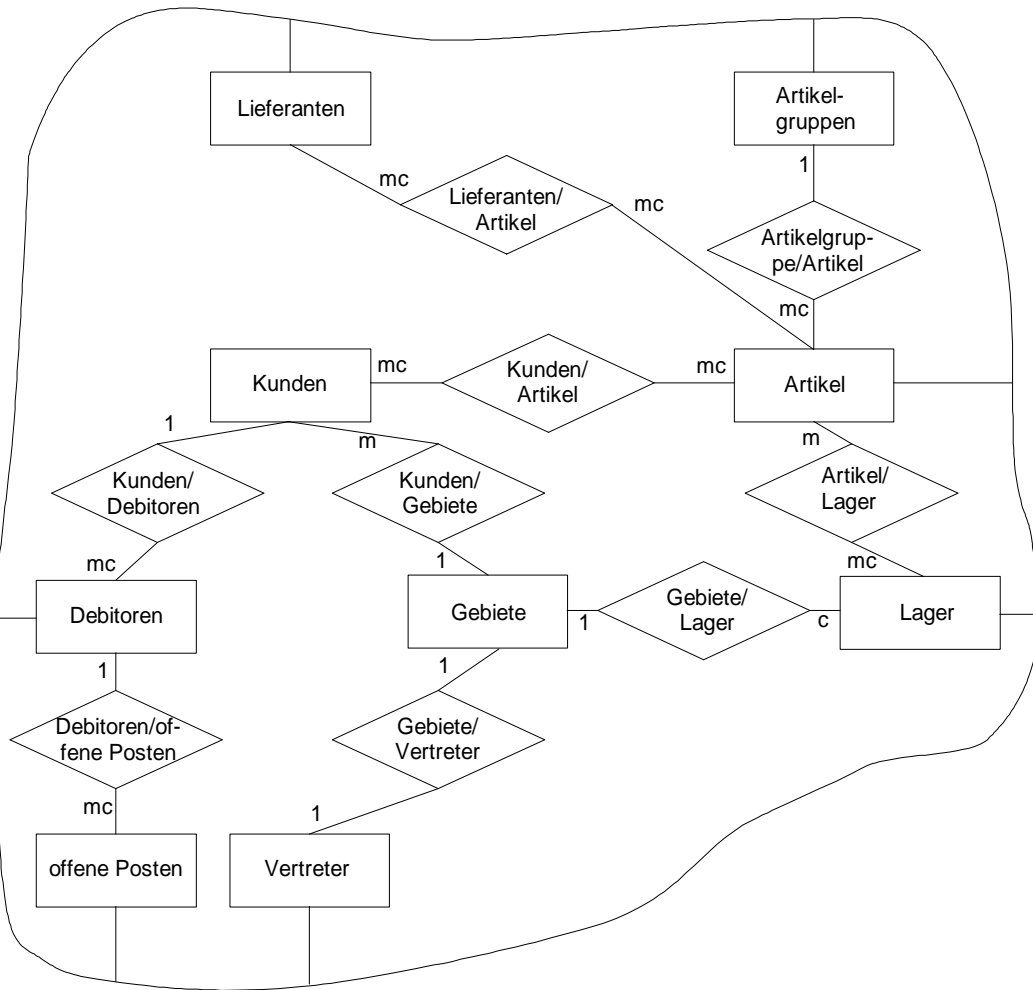 Lieferanten
Artikel-
gruppen
1
mc
Lieferanten/
Artikel
mc
Artikelgrup-
pe/Artikel
mc
Kunden
mc
Kunden/
Artikel
mc
Artikel
1
m
m
Kunden/
Debitoren
Kunden/
Gebiete
Artikel/
Lager
mc
1
mc
Debitoren
Gebiete
1
Gebiete/
Lager
c
Lager
1
1
Debitoren/of-
fene Posten
Gebiete/
Vertreter
mc
1
offene Posten
Vertreter